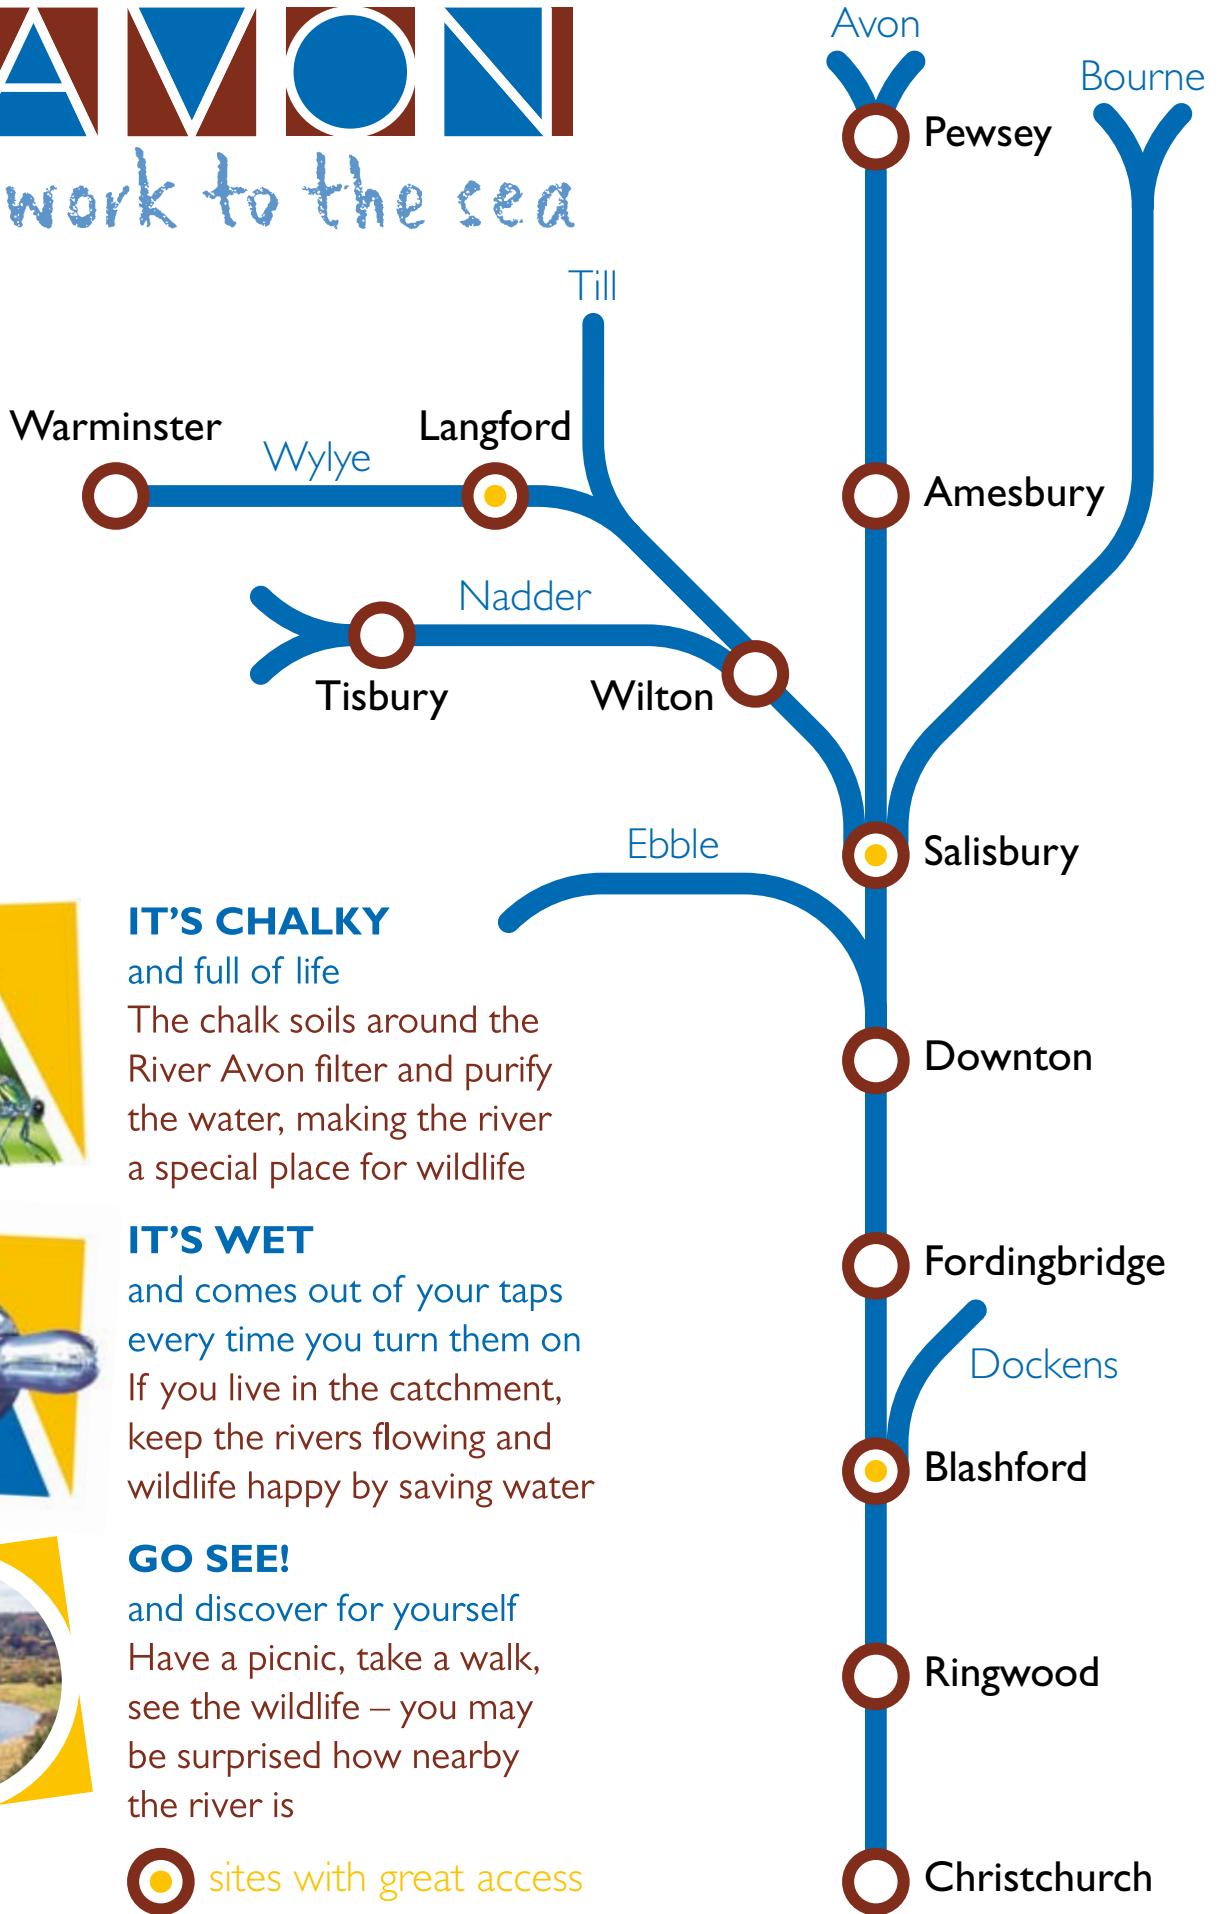 AVON
work to the sea
Avon
Bourne
Pewsey
Till
Warminster
Wylye
Langford
Amesbury
Nadder
Tisbury
Wilton
Ebble
Salisbury
Downton
Fordingbridge
Dockens
Blashford
Ringwood
Christchurch
IT’S CHALKY
and full of life
The chalk soils around the
River Avon filter and purify
the water, making the river
a special place for wildlife
IT’S WET
and comes out of your taps
every time you turn them on
If you live in the catchment,
keep the rivers flowing and
wildlife happy by saving water
GO SEE!
and discover for yourself
Have a picnic, take a walk,
see the wildlife – you may
be surprised how nearby
the river is
sites with great access